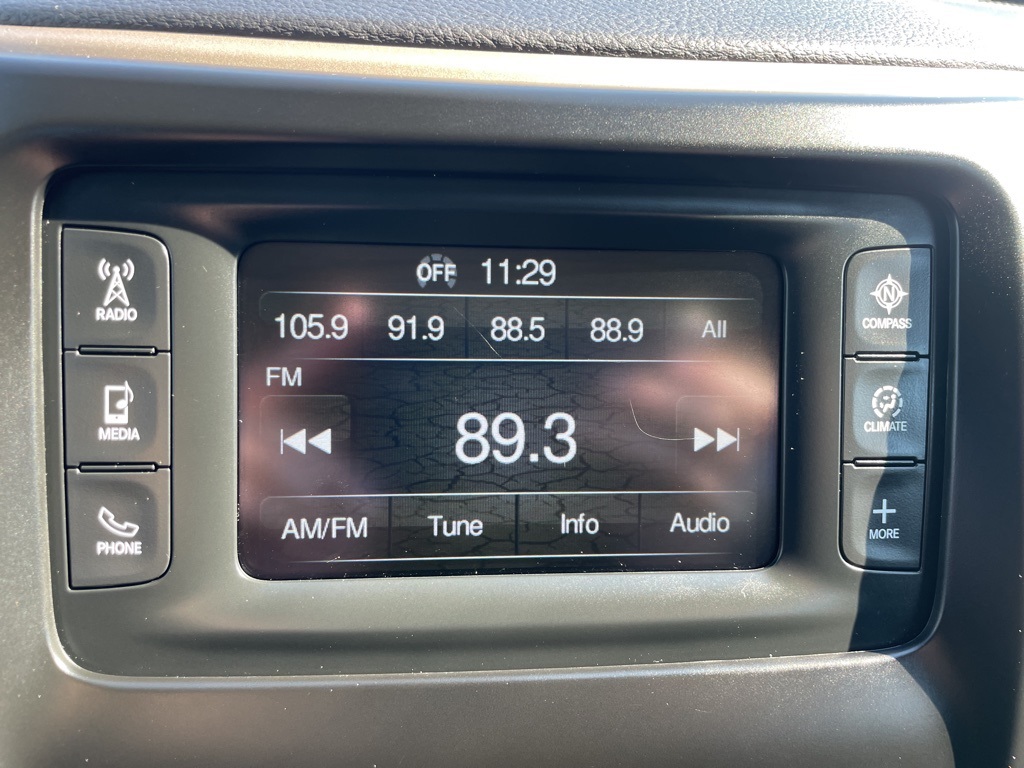 OFF 11:29
105.9 91.9 88.5 88.9 All
FM
89.3
AM/FM Tune Info Audio
RADIO
MEDIA
PHONE
N
COMPASS
CLIMATE
+
MORE